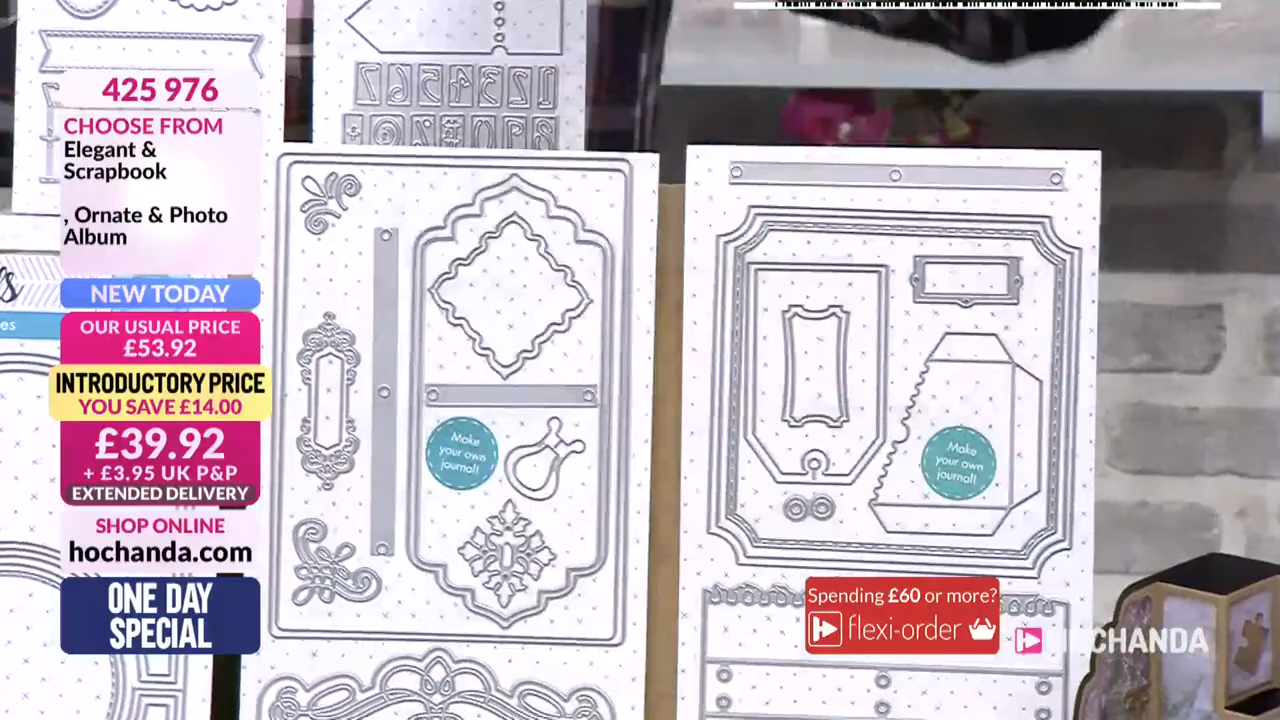 425 976
CHOOSE FROM
Elegant &
Scrapbook
, Ornate & Photo
Album
NEW TODAY
OUR USUAL PRICE
£53.92
INTRODUCTORY PRICE
YOU SAVE £14.00
£39.92
+ £3.95 UK P&P
EXTENDED DELIVERY
SHOP ONLINE
hochanda.com
ONE DAY
SPECIAL
Make
your own
journal!
Make
your own
journal!
Spending £60 or more?
flexi-order
HOCHANDA